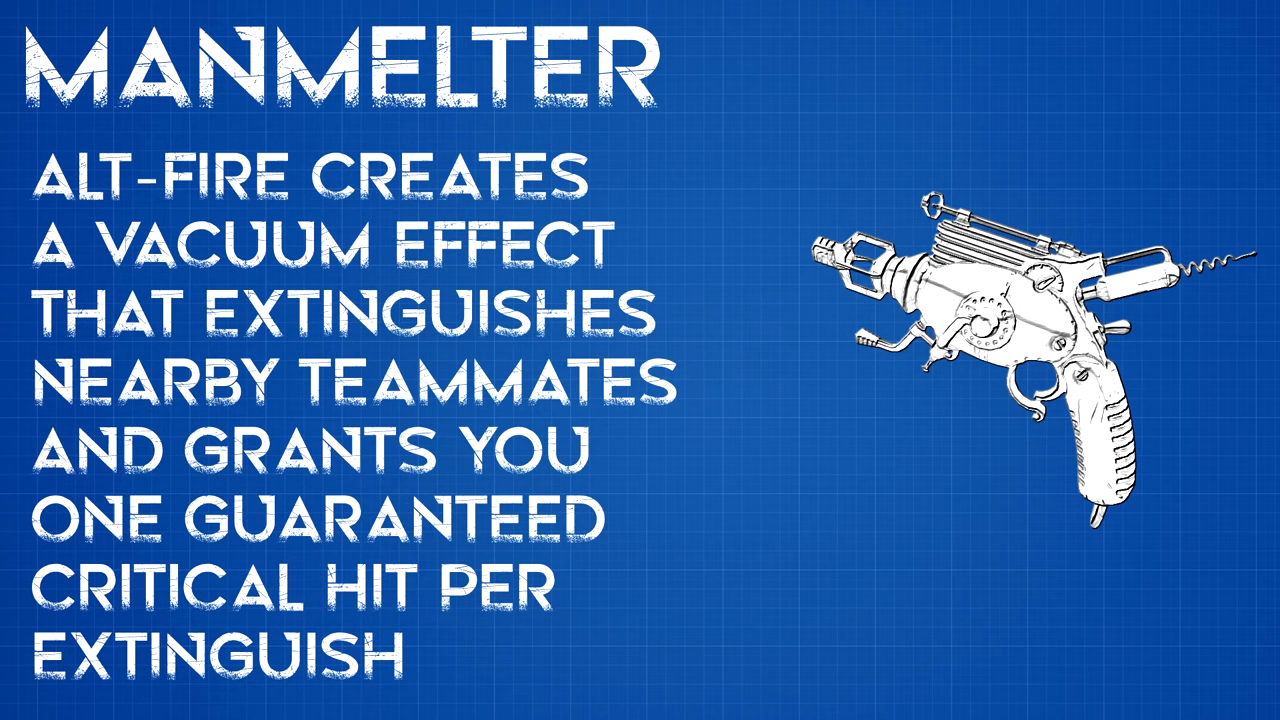 MANMELTER
ALT-FIRE CREATES
A VACUUM EFFECT
THAT EXTINGUISHES
NEARBY TEAMMATES
AND GRANTS YOU
ONE GUARANTEED
CRITICAL HIT PER
EXTINGUISH